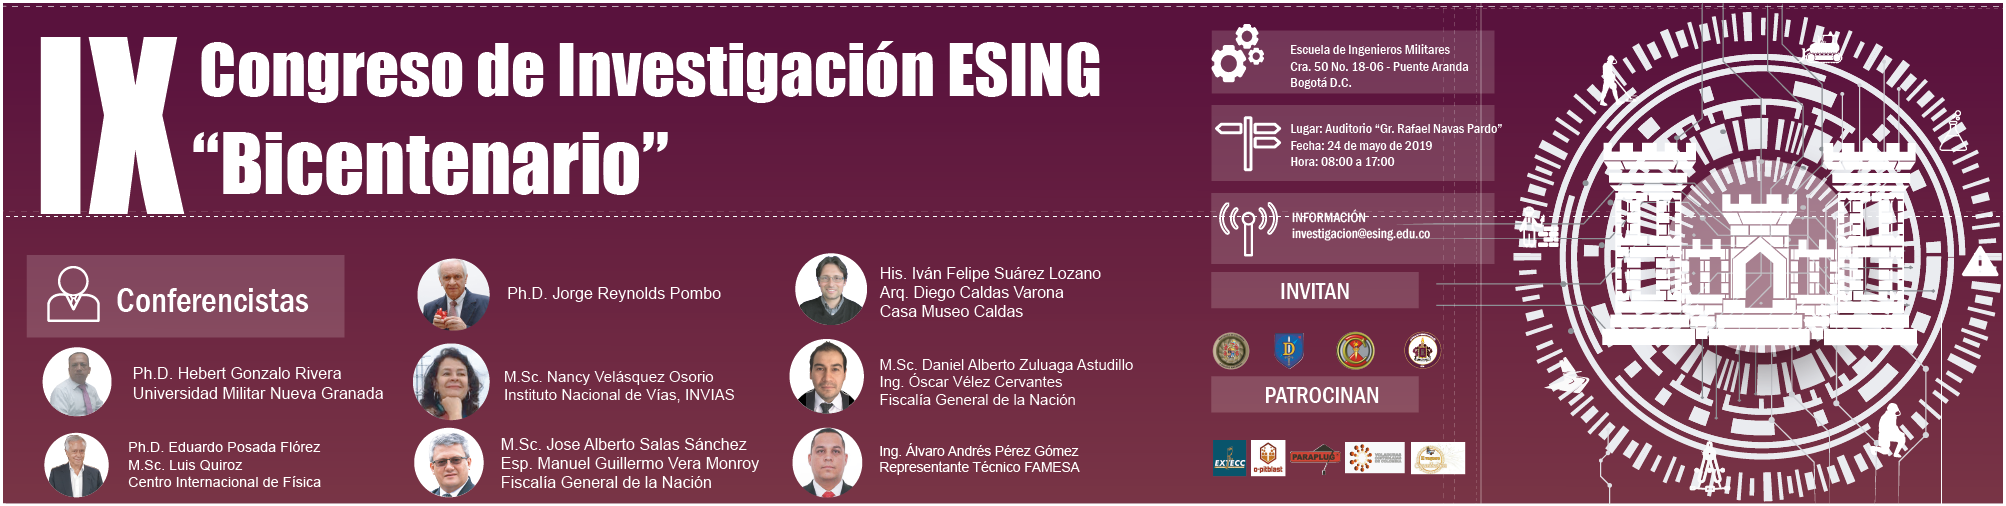 IX
Congreso de Investigación ESING
“Bicentenario”
Conferencistas
Ph.D. Hebert Gonzalo Rivera
Universidad Militar Nueva Granada
Ph.D. Eduardo Posada Flórez
M.Sc. Luis Quiroz
Centro Internacional de Física
Ph.D. Jorge Reynolds Pombo
M.Sc. Nancy Velásquez Osorio
Instituto Nacional de Vías, INVIAS
M.Sc. Jose Alberto Salas Sánchez
Esp. Manuel Guillermo Vera Monroy
Fiscalía General de la Nación
His. Iván Felipe Suárez Lozano
Arq. Diego Caldas Varona
Casa Museo Caldas
M.Sc. Daniel Alberto Zuluaga Astudillo
Ing. Óscar Vélez Cervantes
Fiscalía General de la Nación
Ing. Álvaro Andrés Pérez Gómez
Representante Técnico FAMESA
Escuela de Ingenieros Militares
Cra. 50 No. 18-06 - Puente Aranda
Bogotá D.C.
Lugar: Auditorio “Gr. Rafael Navas Pardo”
Fecha: 24 de mayo de 2019
Hora: 08:00 a 17:00
INFORMACIÓN
investigacion@esing.edu.co
INVITAN
D
PATROCINAN
EXTECC
o-pitblast
PARAPLUG